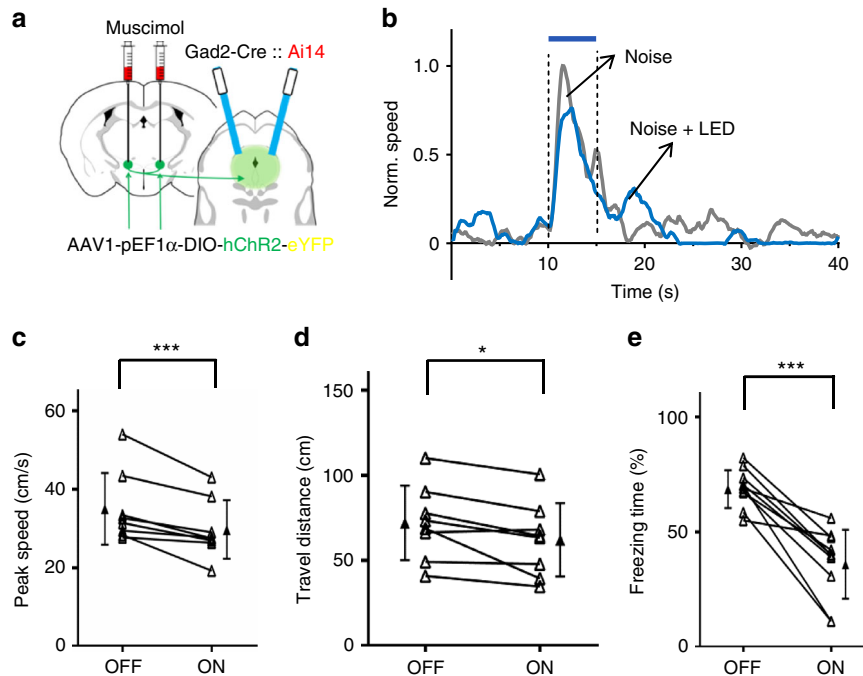 a
Muscimol
Gad2-Cre :: Ai14
AAV1-pEF1α-DIO-hChR2-eYFP
b
Norm. speed
1.0
0.5
0
Noise
Noise + LED
0 10 20 30 40
Time (s)
c
***
Peak speed (cm/s)
60
40
20
0
OFF ON
d
*
Travel distance (cm)
150
100
50
0
OFF ON
e
***
Freezing time (%)
100
50
0
OFF ON